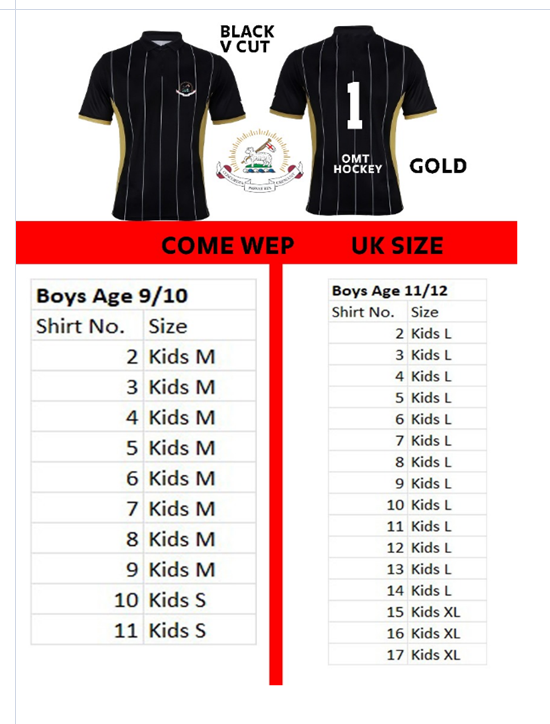 BLACK
V CUT
1
OMT
HOCKEY
GOLD
COME WEP UK SIZE
Boys Age 9/10
Shirt No. Size
2 Kids M
3 Kids M
4 Kids M
5 Kids M
6 Kids M
7 Kids M
8 Kids M
9 Kids M
10 Kids S
11 Kids S
Boys Age 11/12
Shirt No. Size
2 Kids L
3 Kids L
4 Kids L
5 Kids L
6 Kids L
7 Kids L
8 Kids L
9 Kids L
10 Kids L
11 Kids L
12 Kids L
13 Kids L
14 Kids L
15 Kids XL
16 Kids XL
17 Kids XL